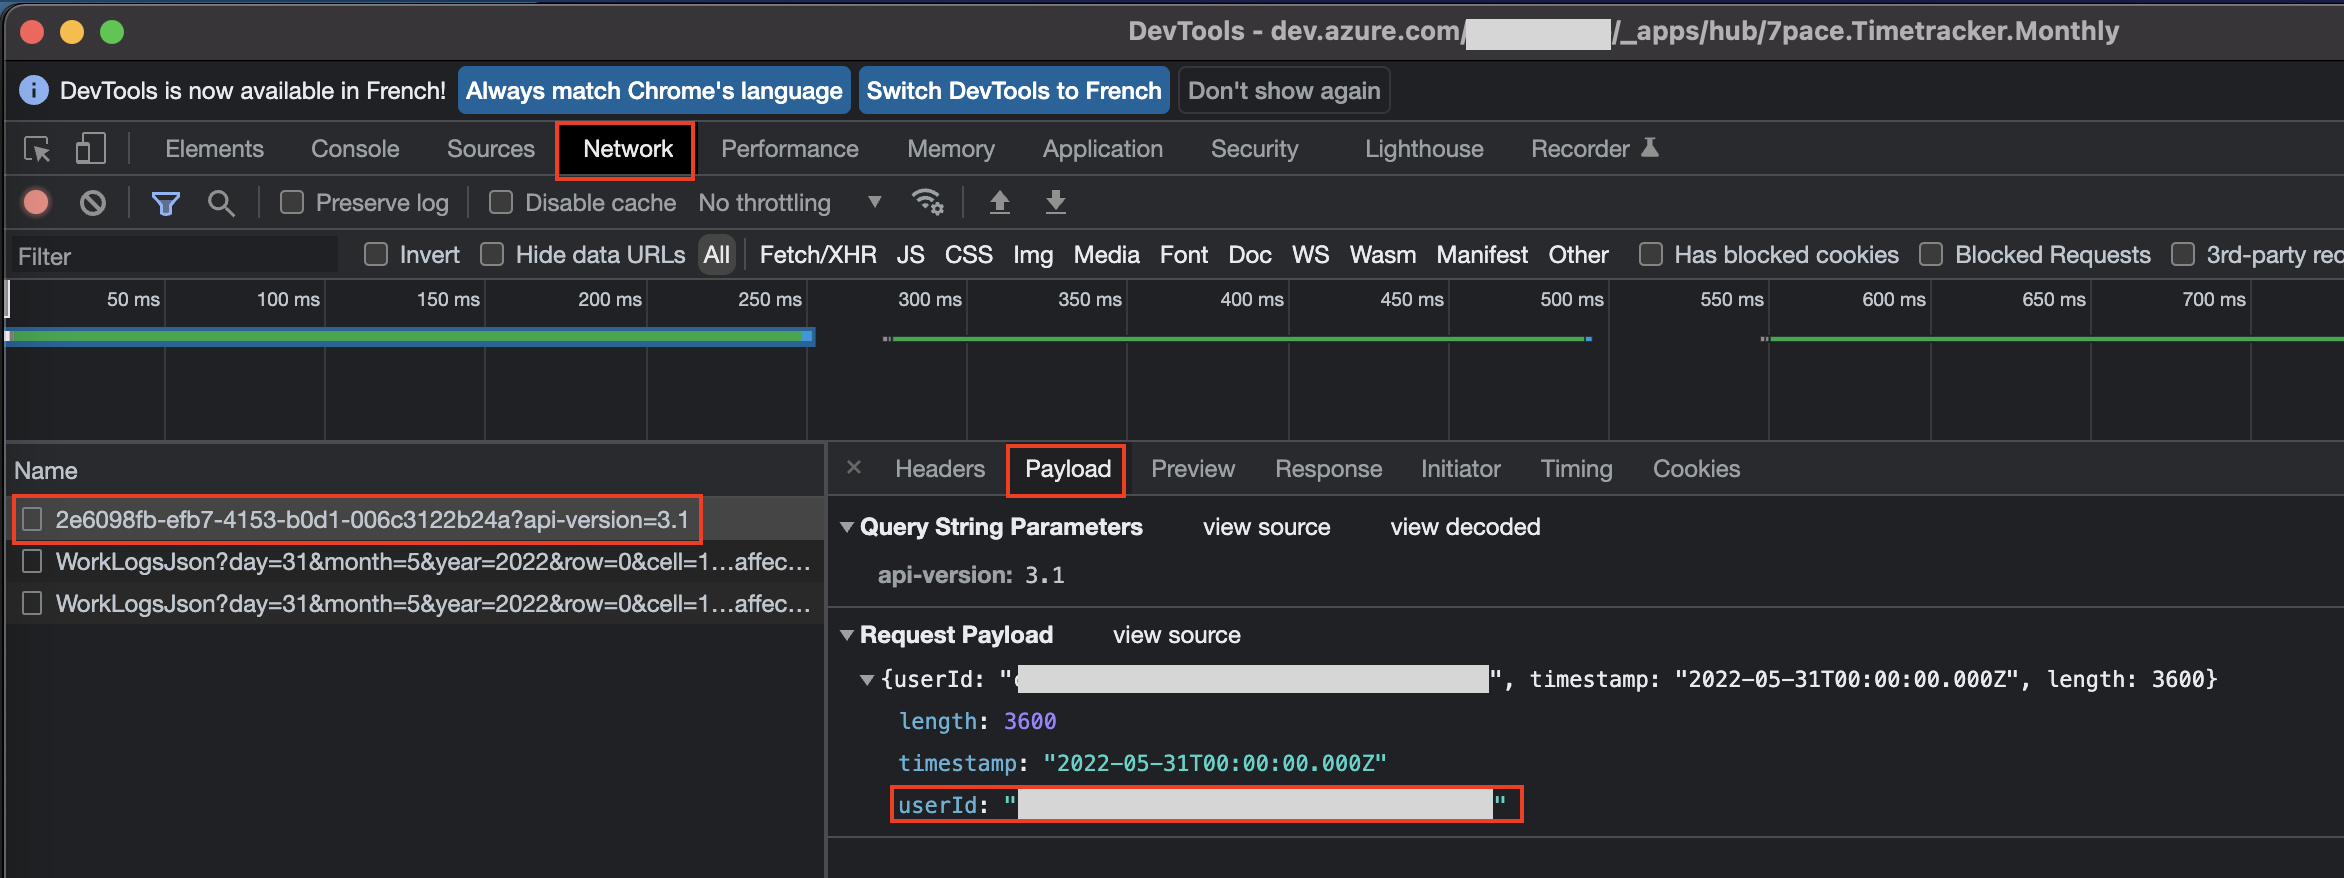 DevTools - dev.azure.com/ /_apps/hub/7pace.Timetracker.Monthly
DevTools is now available in French! Always match Chrome's language Switch DevTools to French Don't show again
Elements Console Sources Network Performance Memory Application Security Lighthouse Recorder
Preserve log Disable cache No throttling
Filter Invert Hide data URLs All Fetch/XHR JS CSS Img Media Font Doc WS Wasm Manifest Other Has blocked cookies Blocked Requests 3rd-party rec
50 ms 100 ms 150 ms 200 ms 250 ms 300 ms 350 ms 400 ms 450 ms 500 ms 550 ms 600 ms 650 ms 700 ms
Name
2e6098fb-efb7-4153-b0d1-006c3122b24a?api-version=3.1
WorkLogsJson?day=31&month=5&year=2022&row=0&cell=1…affec…
WorkLogsJson?day=31&month=5&year=2022&row=0&cell=1…affec…
Headers Payload Preview Response Initiator Timing Cookies
Query String Parameters view source view decoded
api-version: 3.1
Request Payload view source
{userId: " ", timestamp: "2022-05-31T00:00:00.000Z", length: 3600}
length: 3600
timestamp: "2022-05-31T00:00:00.000Z"
userId: " "